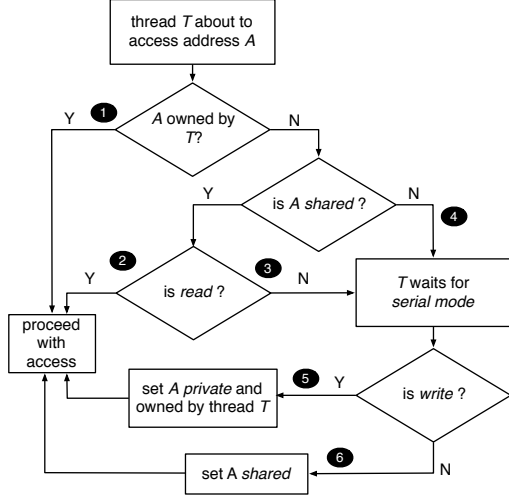 thread T about to
access address A
1
Y
A owned by
T?
N
Y
is A shared ?
N
4
2
3
Y
is read ?
N
T waits for
serial mode
proceed
with
access
set A private and
owned by thread T
5
Y
is write ?
6
N
set A shared